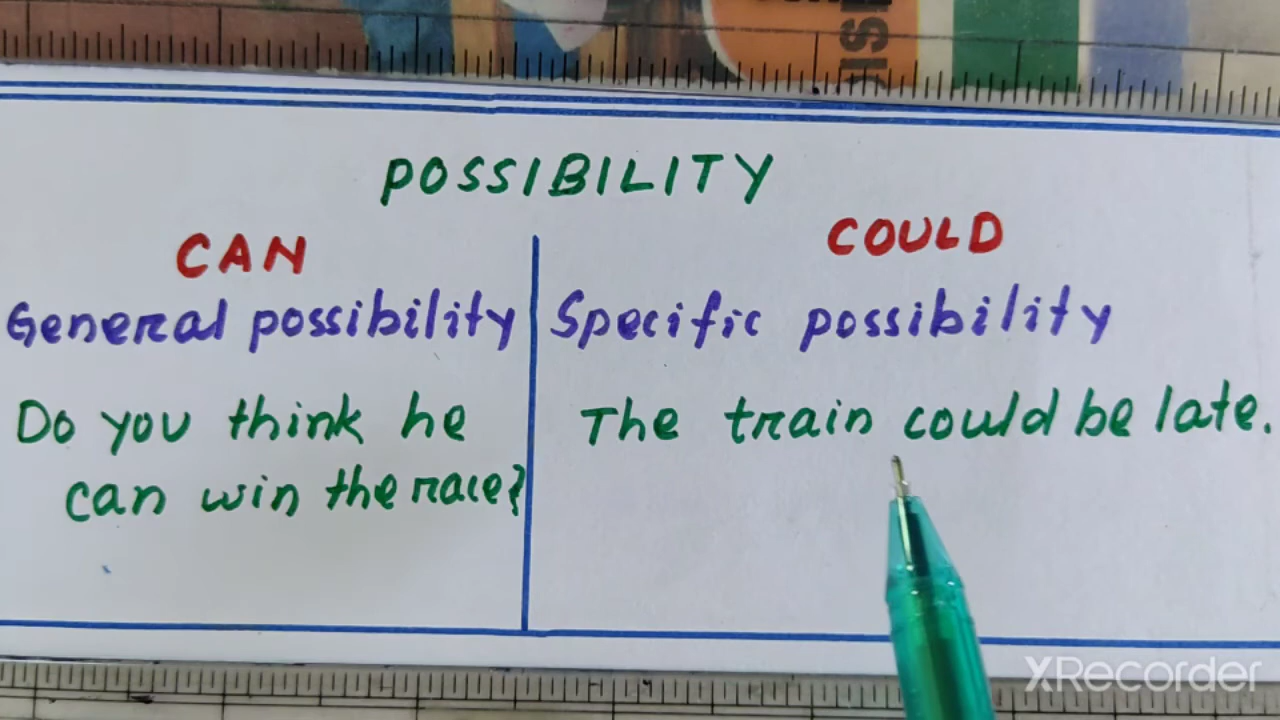 POSSIBILITY
CAN
General possibility
Do you think he
can win the race?
COULD
Specific possibility
The train could be late.
XRecorder